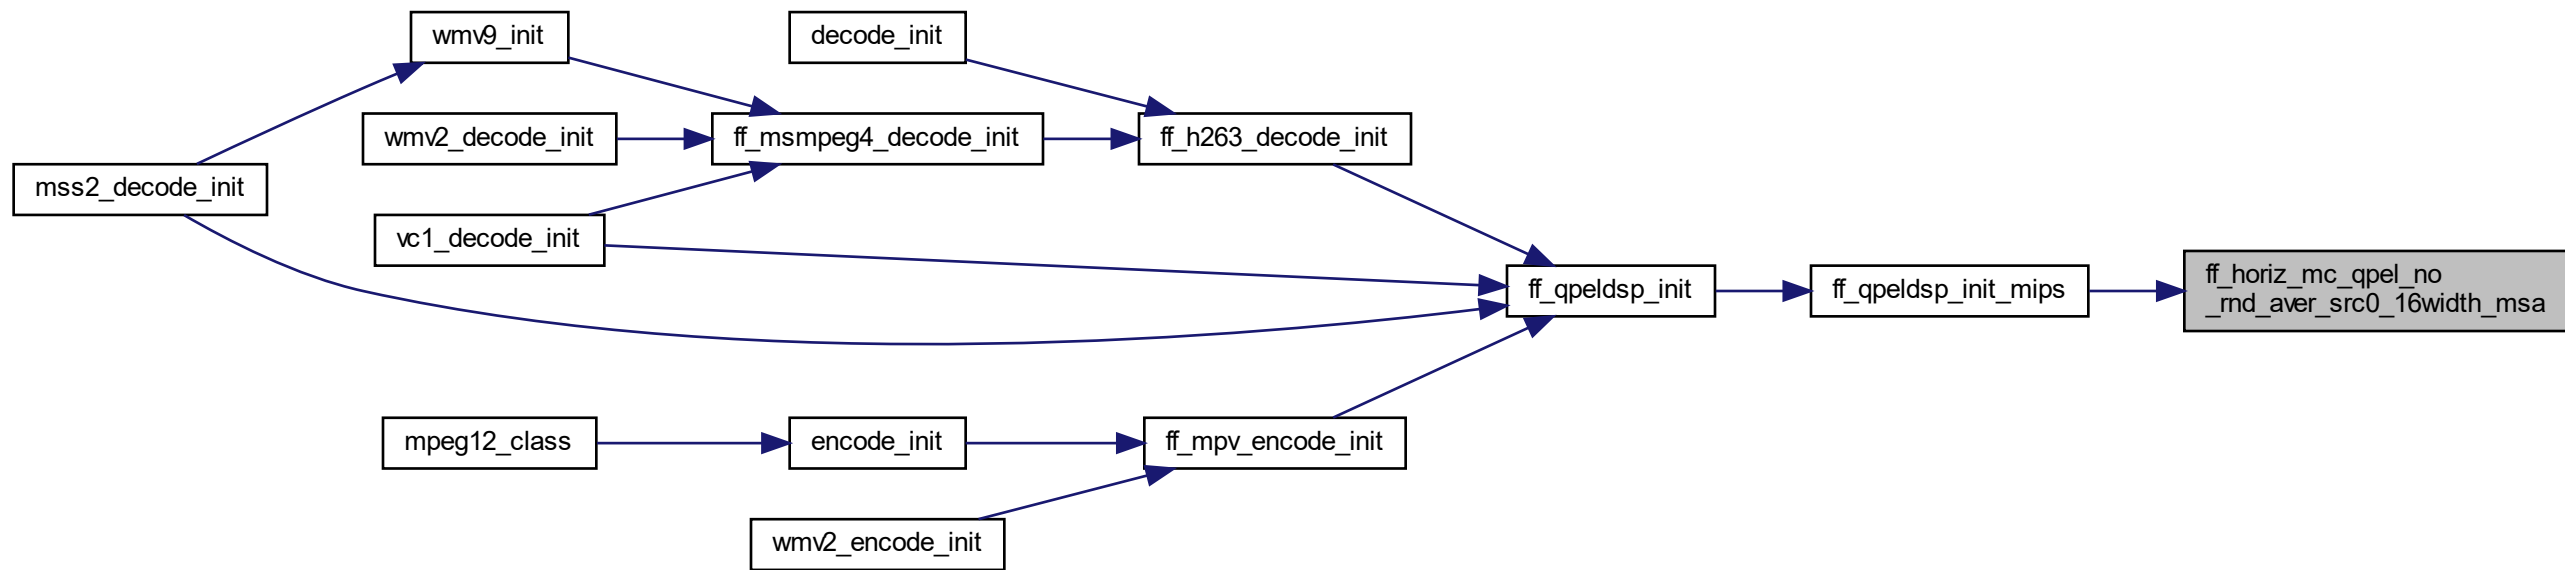 wmv9_init
decode_init
wmv2_decode_init
ff_msmpeg4_decode_init
ff_h263_decode_init
mss2_decode_init
vc1_decode_init
ff_qpeldsp_init
ff_qpeldsp_init_mips
ff_horiz_mc_qpel_no
_rnd_aver_src0_16width_msa
mpeg12_class
encode_init
ff_mpv_encode_init
wmv2_encode_init